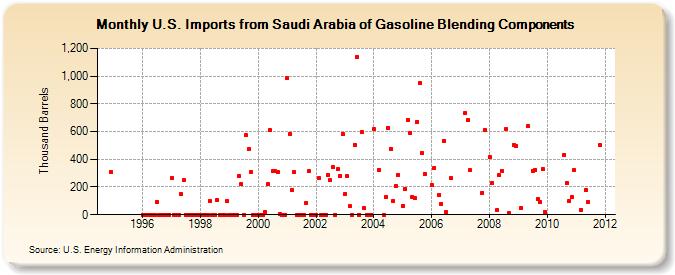 Monthly U.S. Imports from Saudi Arabia of Gasoline Blending Components
Thousand Barrels
1,200
1,000
800
600
400
200
0
1996 1998 2000 2002 2004 2006 2008 2010 2012
Source: U.S. Energy Information Administration